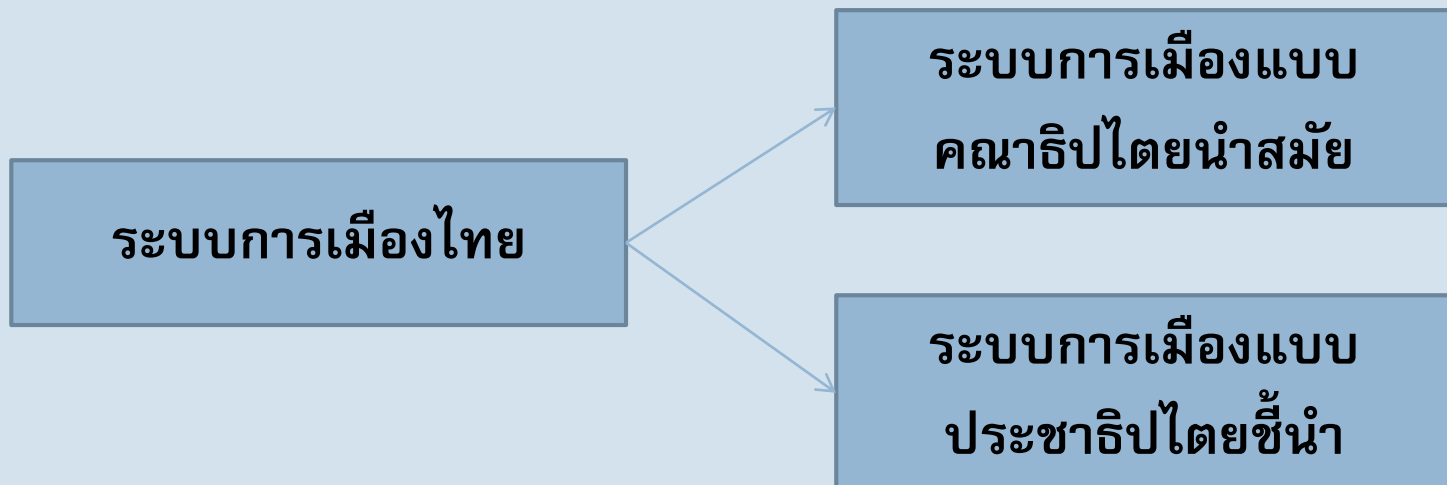 ระบบการเมืองไทย
ระบบการเมืองแบบ
คณาธิปไตยนำสมัย
ระบบการเมืองแบบ
ประชาธิปไตยชี้นำ